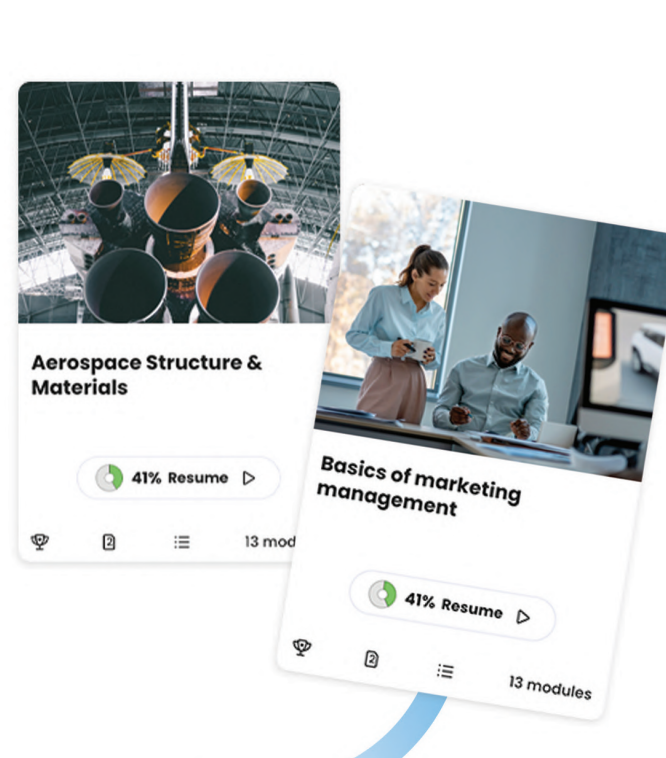 Aerospace Structure &
Materials
41% Resume
2
13 mod
Basics of marketing
management
41% Resume
2
13 modules